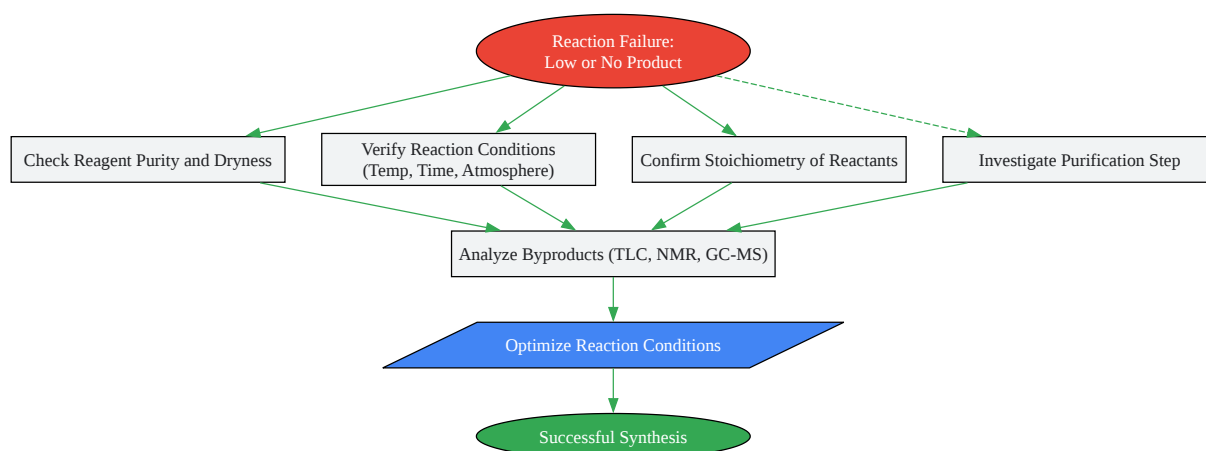 Reaction Failure:
Low or No Product
Check Reagent Purity and Dryness
Verify Reaction Conditions
(Temp, Time, Atmosphere)
Confirm Stoichiometry of Reactants
Investigate Purification Step
Analyze Byproducts (TLC, NMR, GC-MS)
Optimize Reaction Conditions
Successful Synthesis